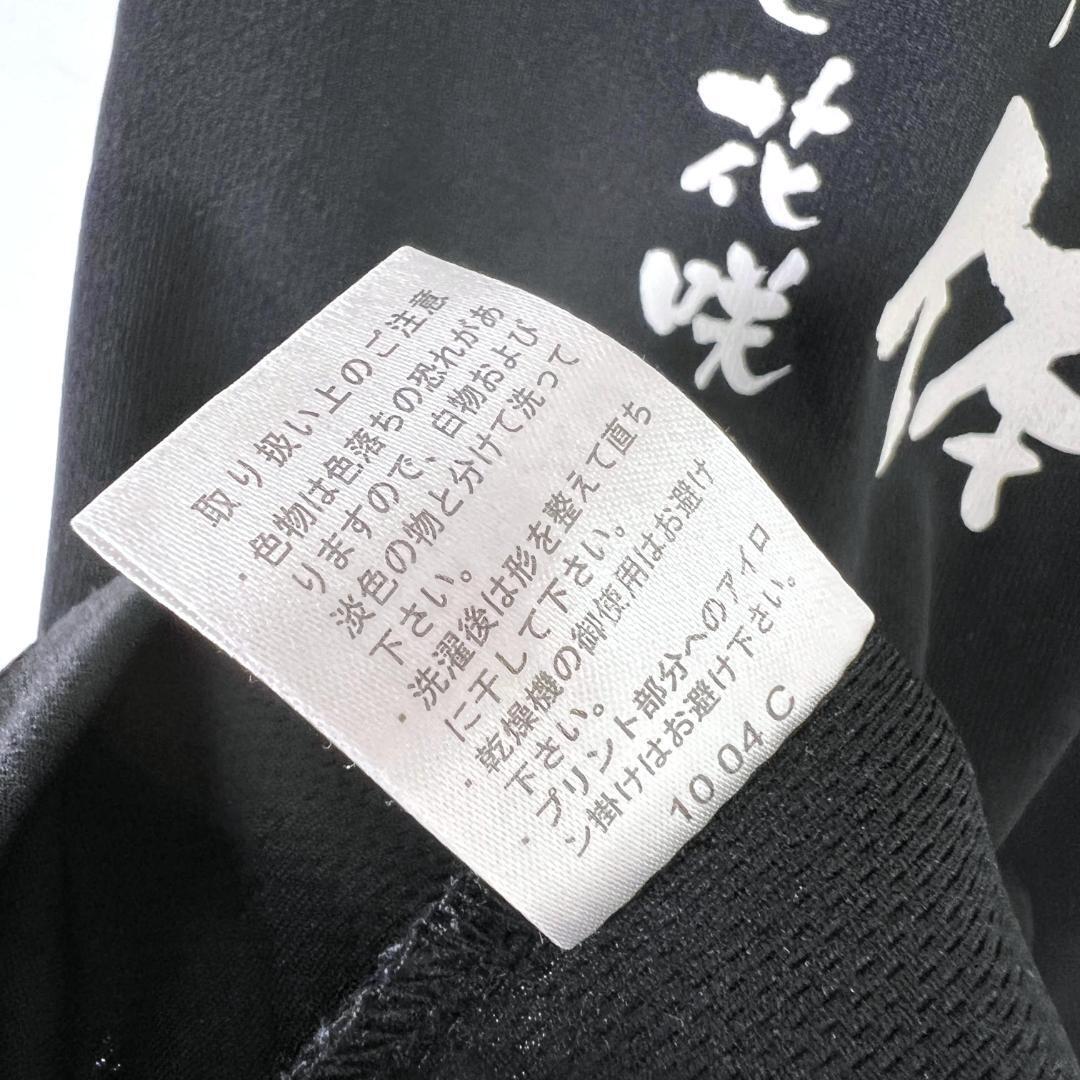 花咲
体
取り扱い上のご注意
・色物は色落ちの恐れがあ
りますので、白物および
淡色の物と分けて洗って
下さい。
・洗濯後は形を整えて直ち
に干して下さい。
・乾燥機の御使用はお避け
下さい。
・プリント部分へのアイロ
ン掛けはお避け下さい。
1004C